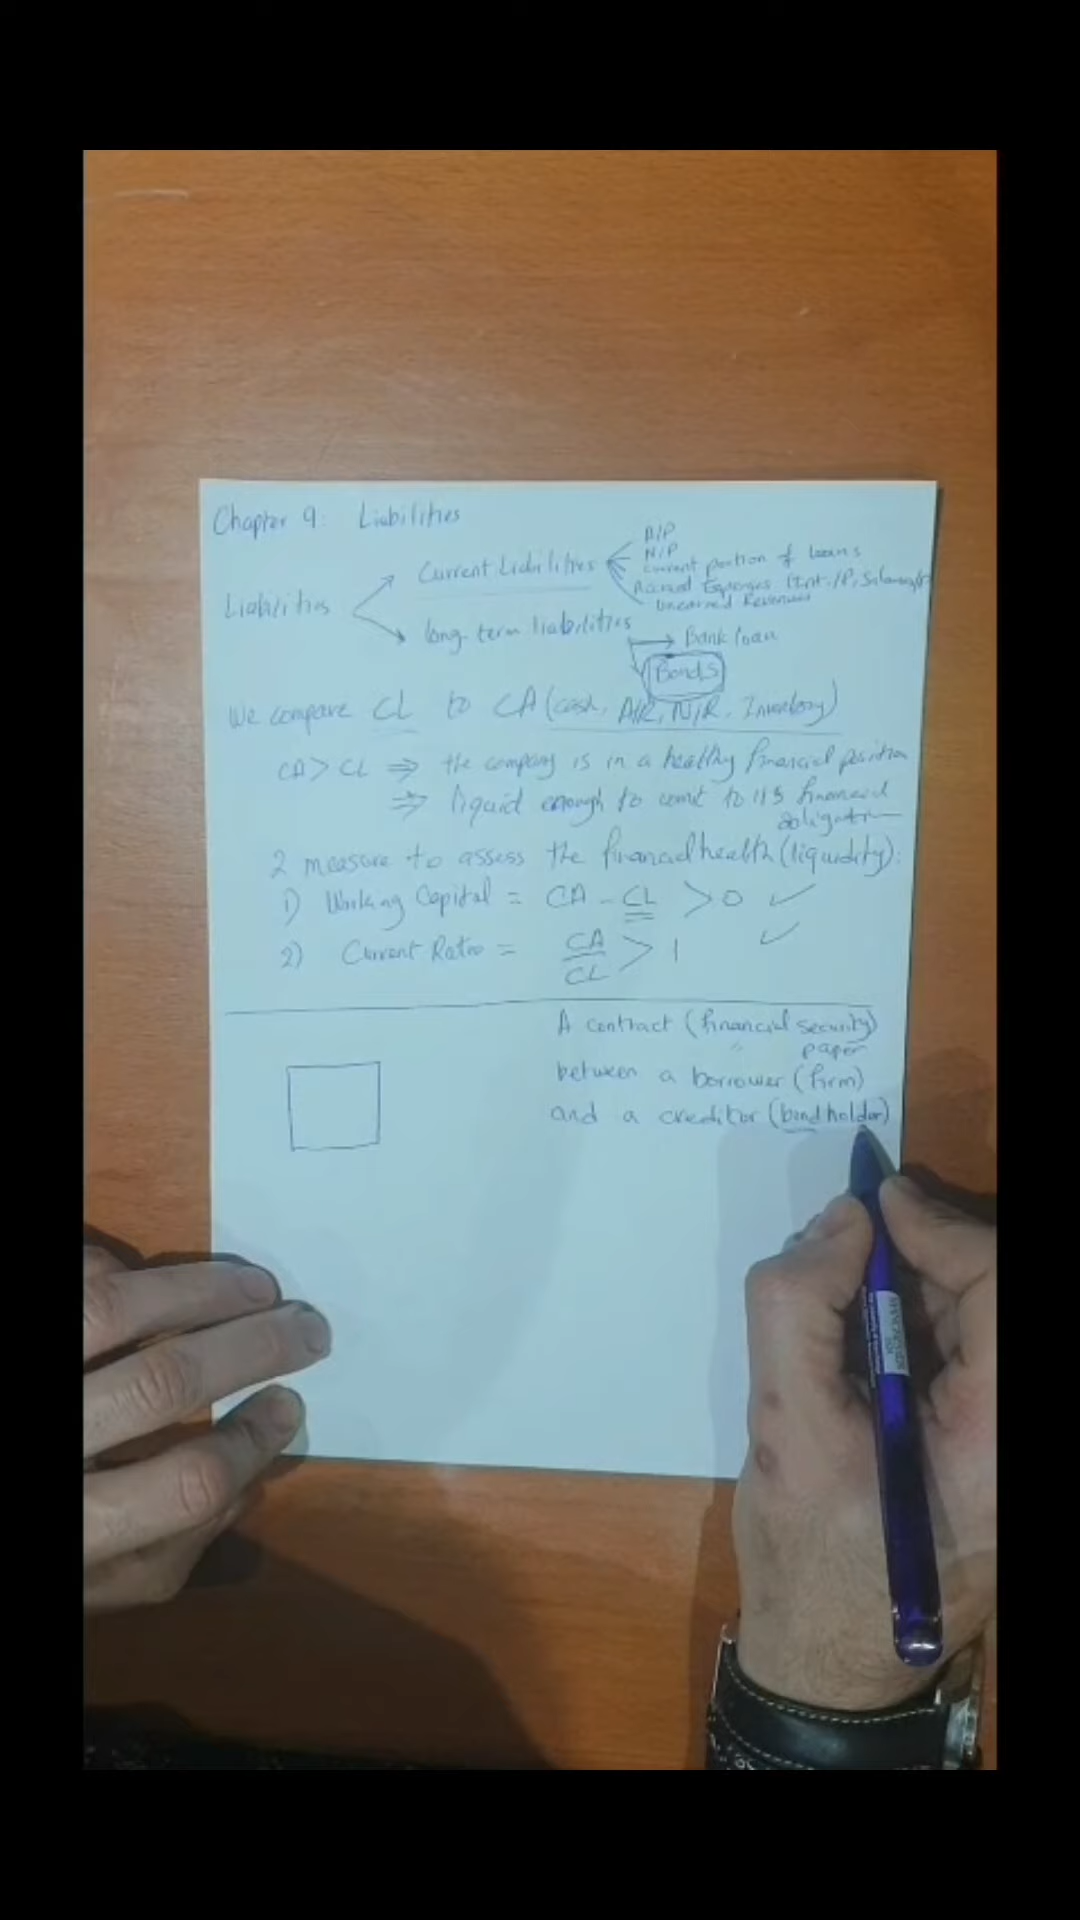 Chapter 9: Liabilities
A/P
N/P
Current Liabilities
current portion of loans
Accrued Expenses (Int./P, Salaries/P
Unearned Revenues
Liabilities
long-term liabilities
Bank loan
Bonds
We compare CL to CA (cash, A/R, N/R, Inventory)
CA > CL ⇒ the company is in a healthy financial position
⇒ liquid enough to comit to its financial
obligation
2 measure to assess the financial health (liquidity):
1) Working Capital = CA - CL > 0 ✓
2) Current Ratio = CA / CL > 1 ✓
A contract (financial security)
" paper
between a borrower (firm)
and a creditor (bondholder)